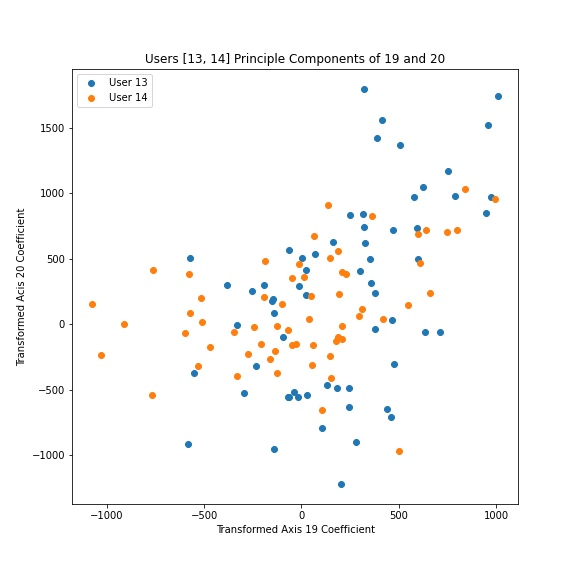 Users [13, 14] Principle Components of 19 and 20
User 13
User 14
1500
1000
500
0
−500
−1000
Transformed Acis 20 Coefficient
−1000
−500
0
500
1000
Transformed Axis 19 Coefficient